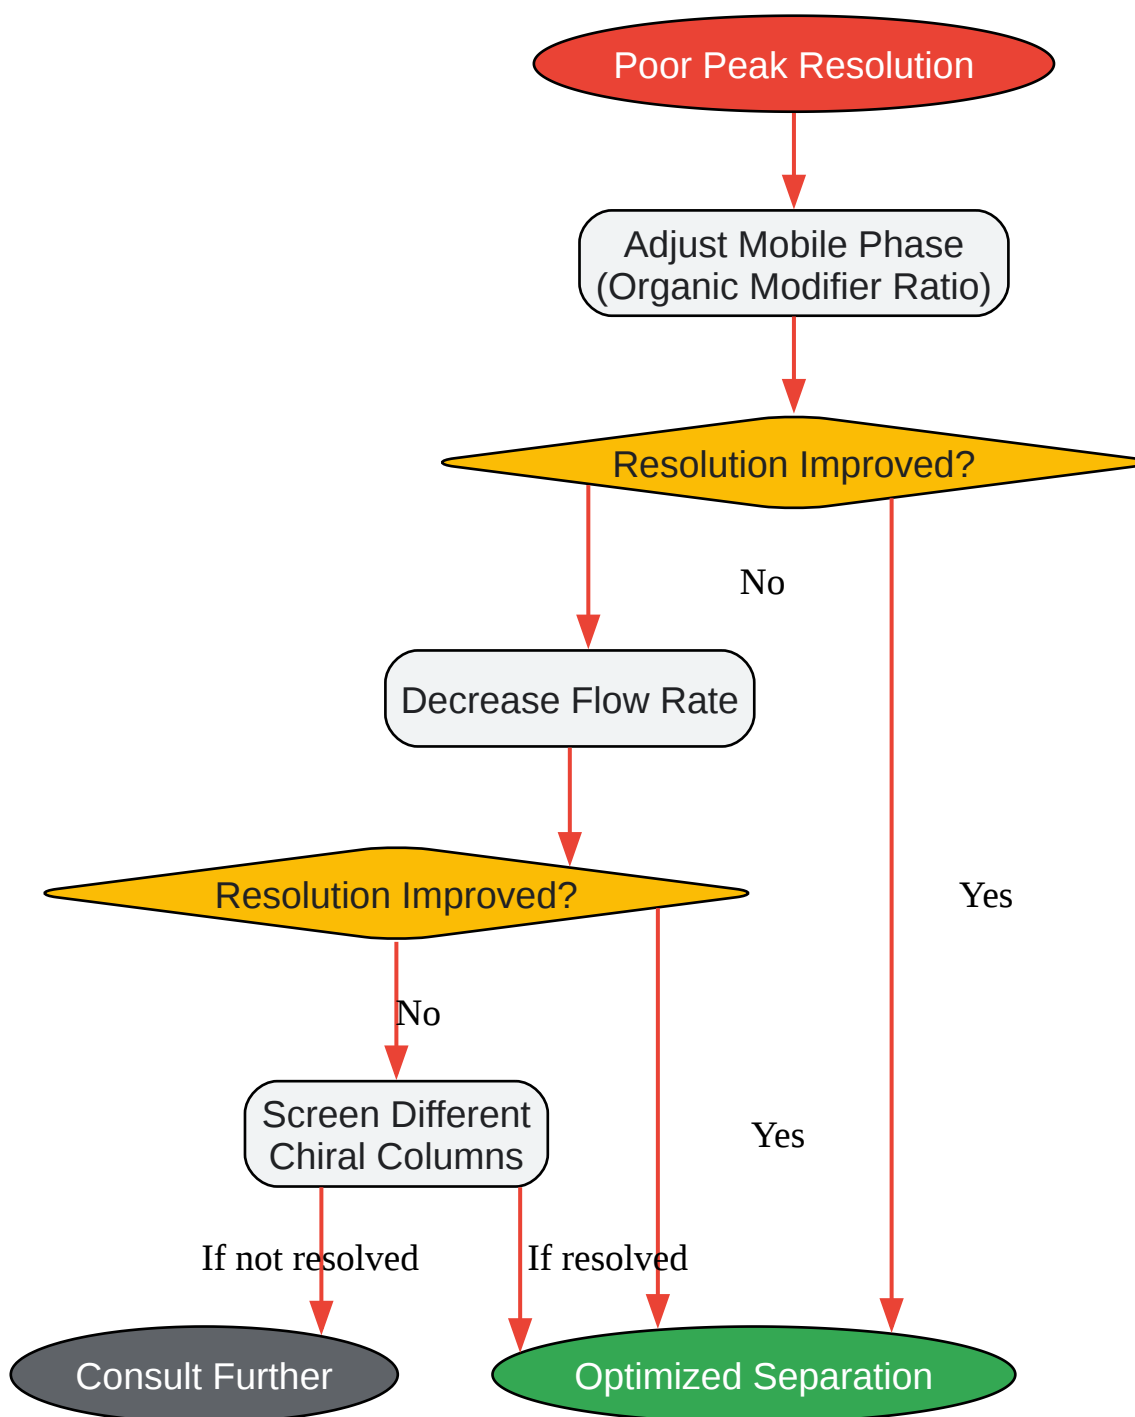 Poor Peak Resolution
Adjust Mobile Phase
(Organic Modifier Ratio)
Resolution Improved?
No
Decrease Flow Rate
Resolution Improved?
Yes
No
Screen Different
Chiral Columns
Yes
If not resolved
If resolved
Consult Further
Optimized Separation